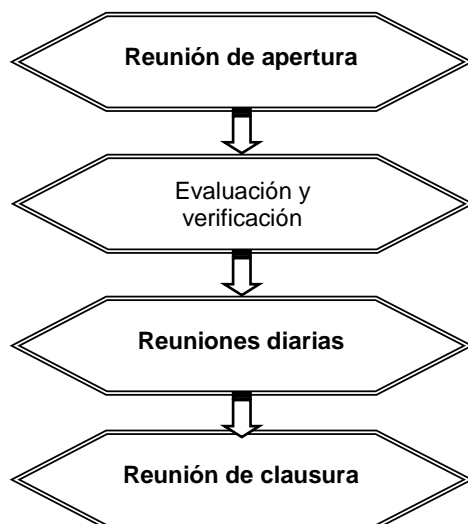 Reunión de apertura
Evaluación y
verificación
Reuniones diarias
Reunión de clausura